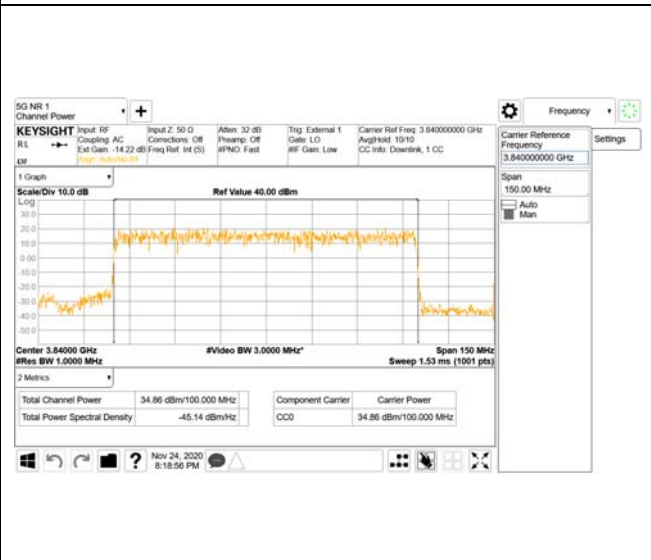 5G NR 1
Channel Power
Frequency
KEYSIGHT
RL
Input: RF
Coupling: AC
Ext Gain: -14.22 dB
Align: Auto/No RF
Input Z: 50 Ω
Corrections: Off
Freq Ref: Int (S)
Atten: 32 dB
Preamp: Off
#PNO: Fast
Trig: External 1
Gate: LO
#IF Gain: Low
Carrier Ref Freq: 3.840000000 GHz
Avg|Hold: 10/10
CC Info: Downlink, 1 CC
Carrier Reference
Frequency
3.840000000 GHz
Settings
Span
150.00 MHz
Auto
Man
1 Graph
Scale/Div 10.0 dB
Ref Value 40.00 dBm
Log
30.0
20.0
10.0
0.00
-10.0
-20.0
-30.0
-40.0
-50.0
Center 3.84000 GHz
#Video BW 3.0000 MHz*
Span 150 MHz
#Res BW 1.0000 MHz
Sweep 1.53 ms (1001 pts)
2 Metrics
Total Channel Power
34.86 dBm/100.000 MHz
Total Power Spectral Density
-45.14 dBm/Hz
Component Carrier
Carrier Power
CC0
34.86 dBm/100.000 MHz
?
Nov 24, 2020
8:18:56 PM